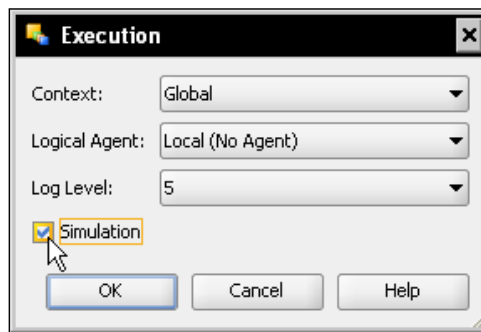 Execution
Context: Global
Logical Agent: Local (No Agent)
Log Level: 5
Simulation
OK Cancel Help